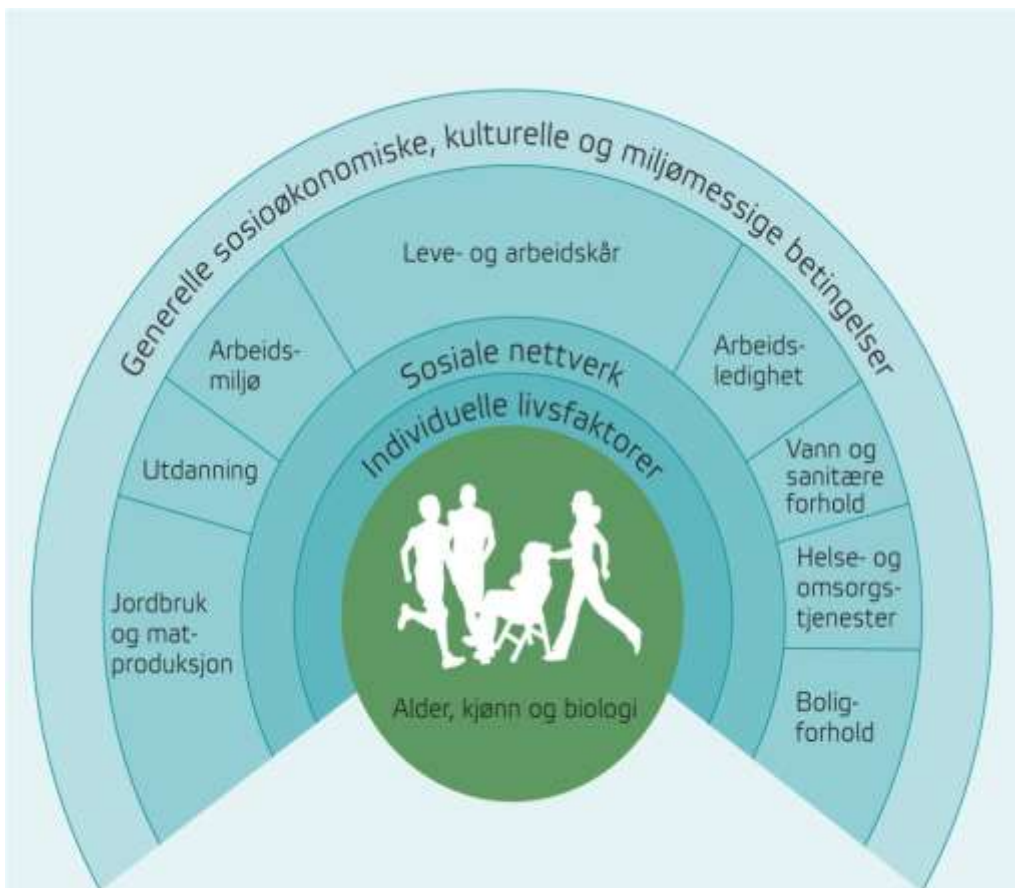 Generelle sosioøkonomiske, kulturelle og miljømessige betingelser
Leve- og arbeidskår
Arbeids-
miljø
Arbeids-
ledighet
Sosiale nettverk
Individuelle livsfaktorer
Utdanning
Vann og
sanitære
forhold
Helse- og
omsorgs-
tjenester
Jordbruk
og mat-
produksjon
Bolig-
forhold
Alder, kjønn og biologi